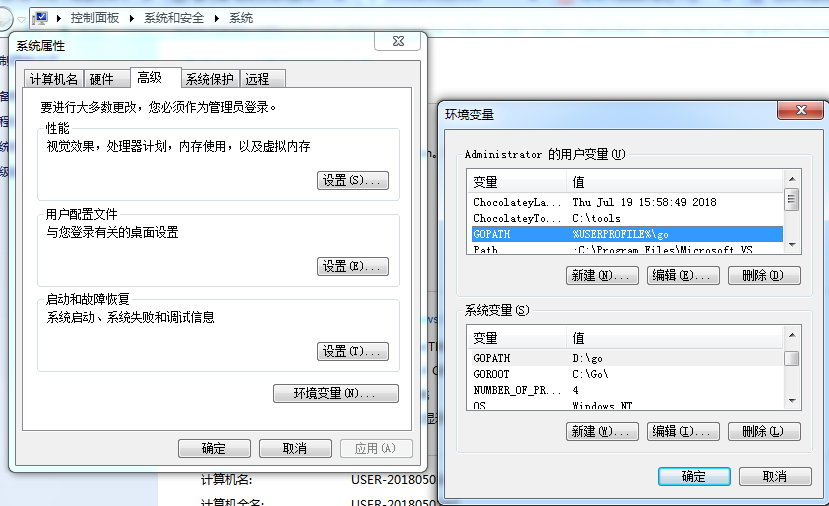 控制面板 ▶ 系统和安全 ▶ 系统
系统属性
计算机名 硬件 高级 系统保护 远程
要进行大多数更改，您必须作为管理员登录。
性能
视觉效果，处理器计划，内存使用，以及虚拟内存
设置(S)...
用户配置文件
与您登录有关的桌面设置
设置(E)...
启动和故障恢复
系统启动、系统失败和调试信息
设置(T)...
环境变量(N)...
确定 取消 应用(A)
环境变量
Administrator 的用户变量(U)
变量 值
ChocolateyLa... Thu Jul 19 15:58:49 2018
ChocolateyTo... C:\tools
GOPATH %USERPROFILE%\go
Path ;C:\Program Files\Microsoft VS
新建(N)... 编辑(E)... 删除(D)
系统变量(S)
变量 值
GOPATH D:\go
GOROOT C:\Go\
NUMBER_OF_PR... 4
OS Windows_NT
新建(W)... 编辑(I)... 删除(L)
确定 取消
计算机名: USER-2018050
计算机全名: USER-2018050